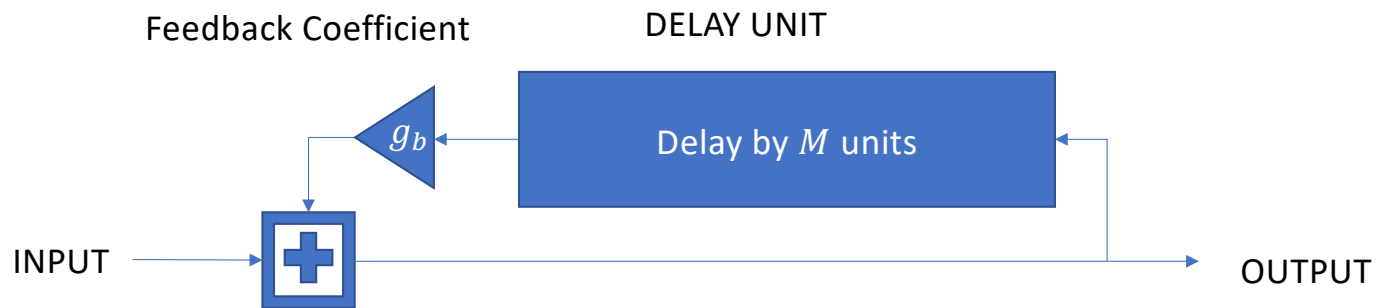 Feedback Coefficient
DELAY UNIT
g_b
Delay by M units
INPUT
OUTPUT